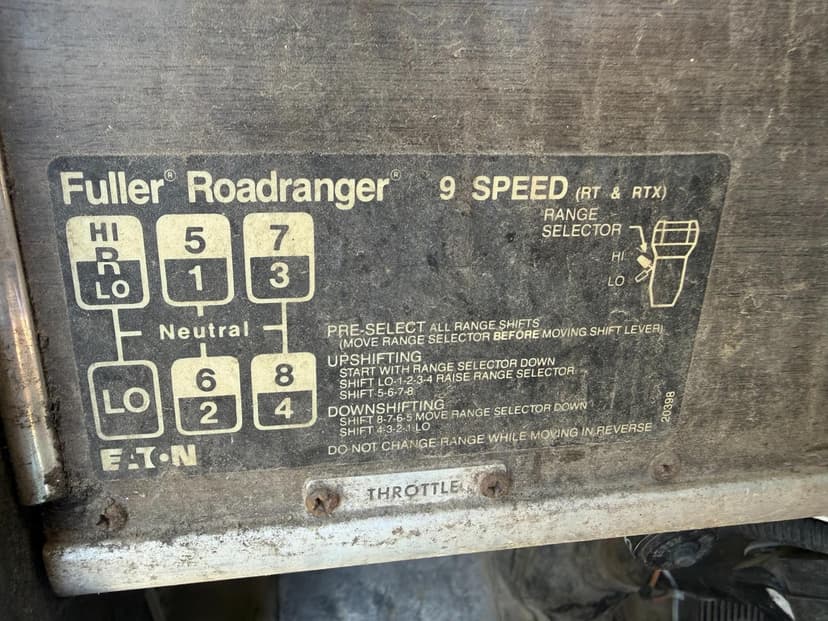 Fuller® Roadranger® 9 SPEED (RT & RTX)
RANGE
SELECTOR
HI
LO
HI 5 7
R 1 3
LO
Neutral
LO 6 8
2 4
PRE-SELECT ALL RANGE SHIFTS
(MOVE RANGE SELECTOR BEFORE MOVING SHIFT LEVER)
UPSHIFTING
START WITH RANGE SELECTOR DOWN
SHIFT LO-1-2-3-4 RAISE RANGE SELECTOR
SHIFT 5-6-7-8
DOWNSHIFTING
SHIFT 8-7-6-5 MOVE RANGE SELECTOR DOWN
SHIFT 4-3-2-1 LO
DO NOT CHANGE RANGE WHILE MOVING IN REVERSE
20398
EATON
THROTTLE